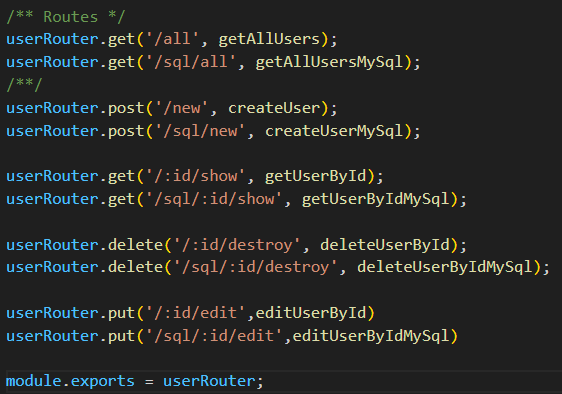 /** Routes */
userRouter.get('/all', getAllUsers);
userRouter.get('/sql/all', getAllUsersMySql);
/**/
userRouter.post('/new', createUser);
userRouter.post('/sql/new', createUserMySql);
userRouter.get('/:id/show', getUserById);
userRouter.get('/sql/:id/show', getUserByIdMySql);
userRouter.delete('/:id/destroy', deleteUserById);
userRouter.delete('/sql/:id/destroy', deleteUserByIdMySql);
userRouter.put('/:id/edit',editUserById)
userRouter.put('/sql/:id/edit',editUserByIdMySql)
module.exports = userRouter;